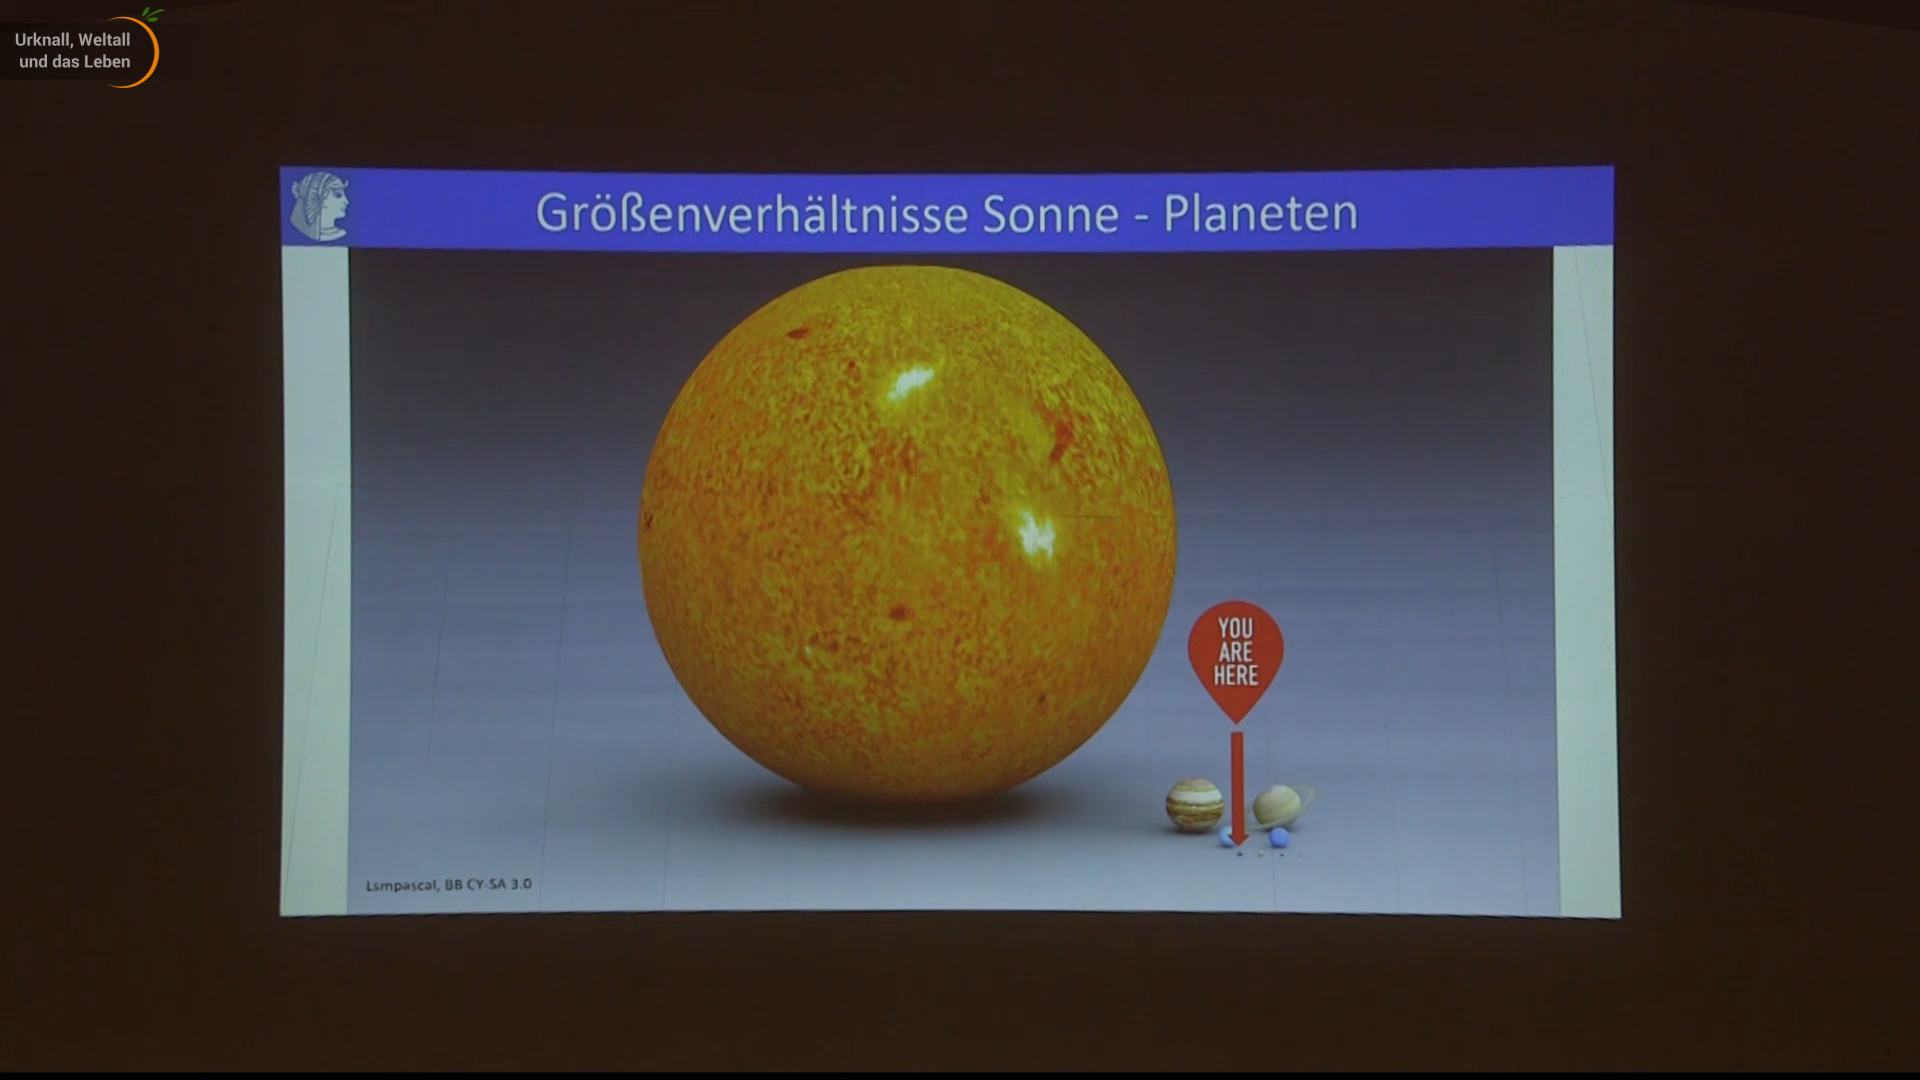 Urknall, Weltall
und das Leben
Größenverhältnisse Sonne - Planeten
YOU
ARE
HERE
Lsmpascal, BB CY-SA 3.0